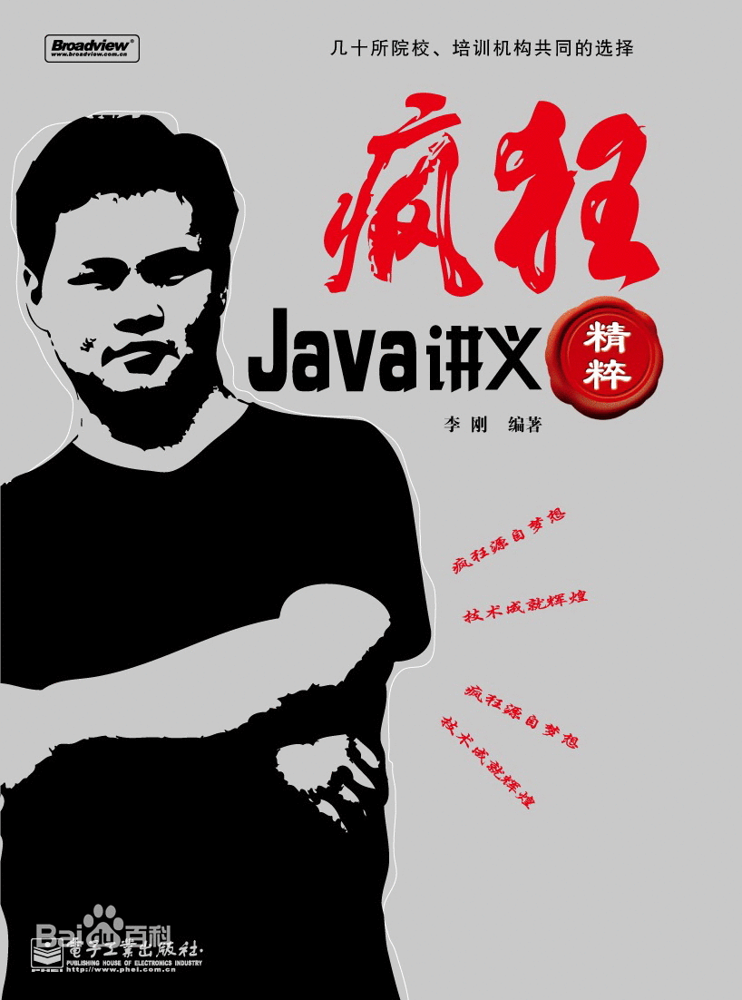 Broadview®
www.broadview.com.cn
几十所院校、培训机构共同的选择
疯狂
Java讲义
精
粹
李刚 编著
疯狂源自梦想
技术成就辉煌
疯狂源自梦想
技术成就辉煌
Bai 百科
電子工業出版社·
PUBLISHING HOUSE OF ELECTRONICS INDUSTRY
PHEI http://www.phei.com.cn